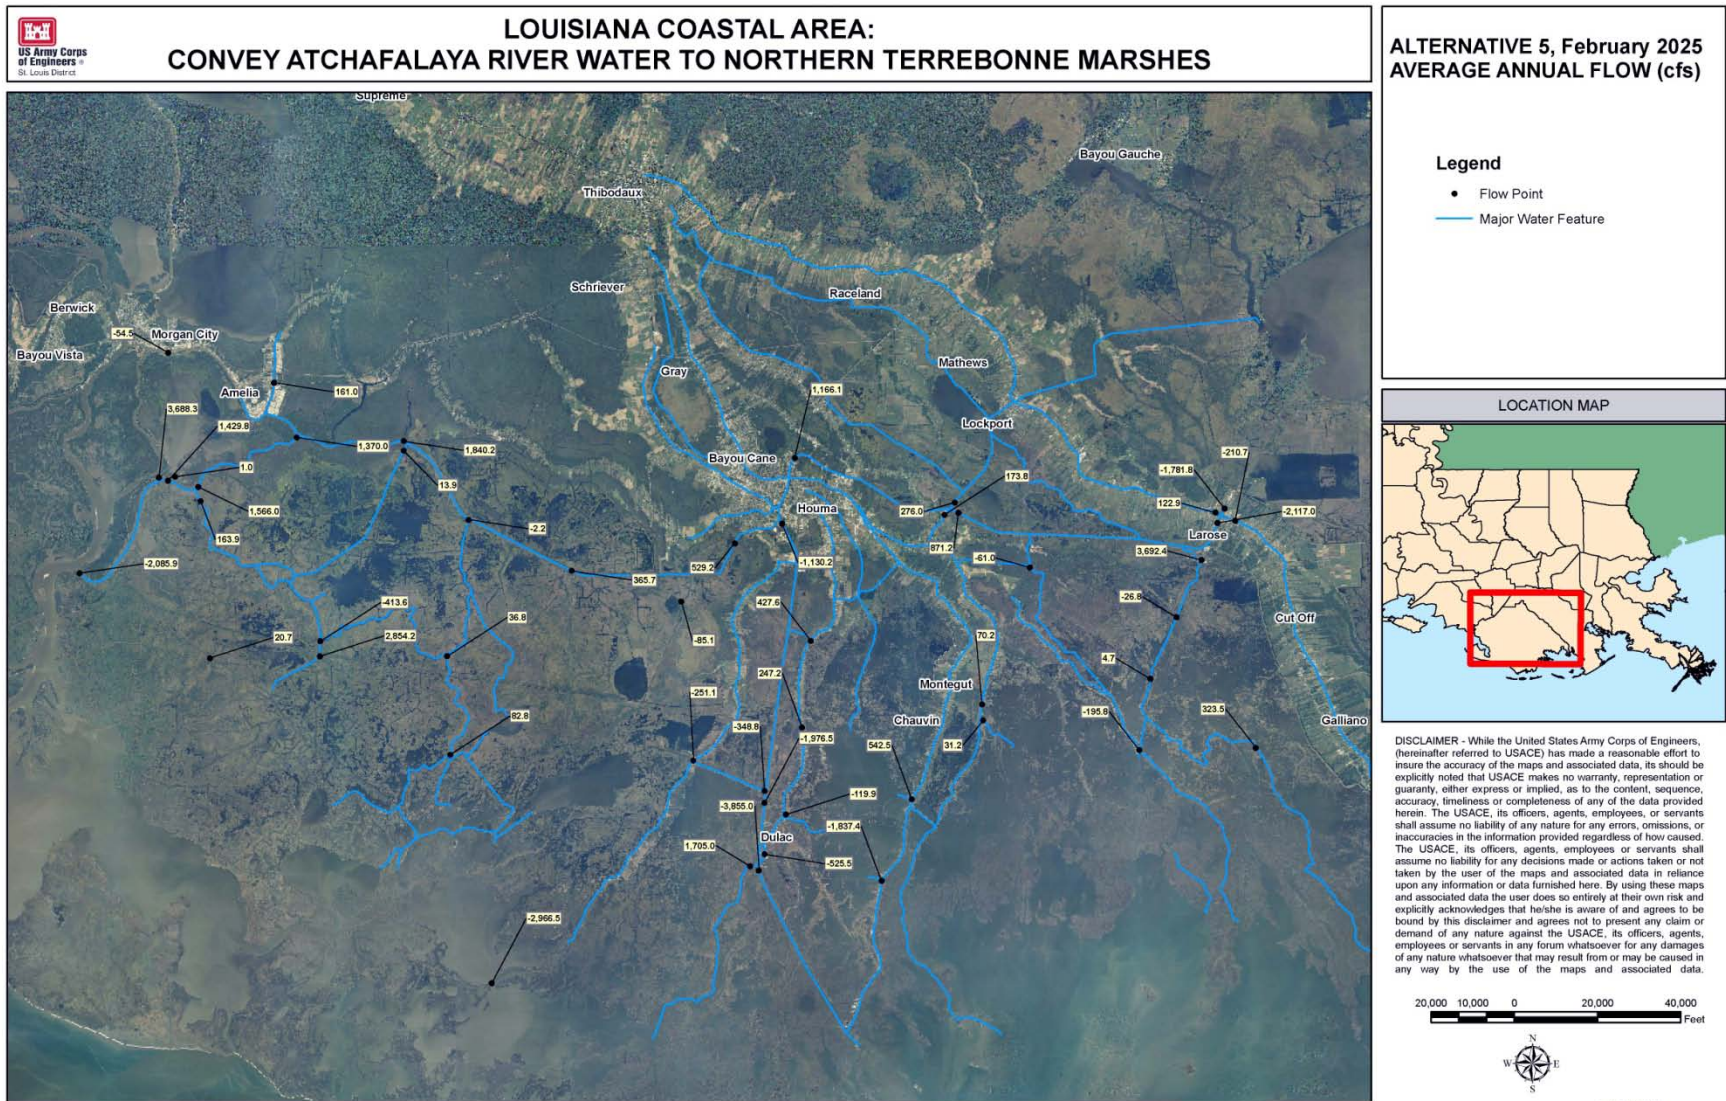 US Army Corps
of Engineers ®
St. Louis District
LOUISIANA COASTAL AREA:
CONVEY ATCHAFALAYA RIVER WATER TO NORTHERN TERREBONNE MARSHES
ALTERNATIVE 5, February 2025
AVERAGE ANNUAL FLOW (cfs)
Legend
Flow Point
Major Water Feature
LOCATION MAP
Supreme
Bayou Gauche
Thibodaux
Schriever
Raceland
Berwick
-54.5
Morgan City
Bayou Vista
Mathews
Gray
Amelia
161.0
1,166.1
3,688.3
1,429.8
Lockport
1,370.0
1,840.2
-210.7
Bayou Cane
1.0
-1,781.8
173.8
13.9
1,566.0
Houma
276.0
122.9
-2,117.0
-2.2
163.9
Larose
871.2
3,692.4
-61.0
-2,085.9
529.2
-1,130.2
365.7
-413.6
427.6
-26.8
36.8
Cut Off
20.7
2,854.2
-85.1
70.2
4.7
247.2
Montegut
-251.1
82.8
-348.8
Chauvin
-195.8
323.5
Galliano
-1,976.5
542.5
31.2
-3,855.0
-119.9
-1,837.4
Dulac
1,705.0
-525.5
-2,966.5
DISCLAIMER - While the United States Army Corps of Engineers,
(hereinafter referred to USACE) has made a reasonable effort to
insure the accuracy of the maps and associated data, its should be
explicitly noted that USACE makes no warranty, representation or
guaranty, either express or implied, as to the content, sequence,
accuracy, timeliness or completeness of any of the data provided
herein. The USACE, its officers, agents, employees, or servants
shall assume no liability of any nature for any errors, omissions, or
inaccuracies in the information provided regardless of how caused.
The USACE, its officers, agents, employees or servants shall
assume no liability for any decisions made or actions taken or not
taken by the user of the maps and associated data in reliance
upon any information or data furnished here. By using these maps
and associated data the user does so entirely at their own risk and
explicitly acknowledges that he/she is aware of and agrees to be
bound by this disclaimer and agrees not to present any claim or
demand of any nature against the USACE, its officers, agents,
employees or servants in any forum whatsoever for any damages
of any nature whatsoever that may result from or may be caused in
any way by the use of the maps and associated data.
20,000 10,000 0 20,000 40,000
Feet
N
W E
S